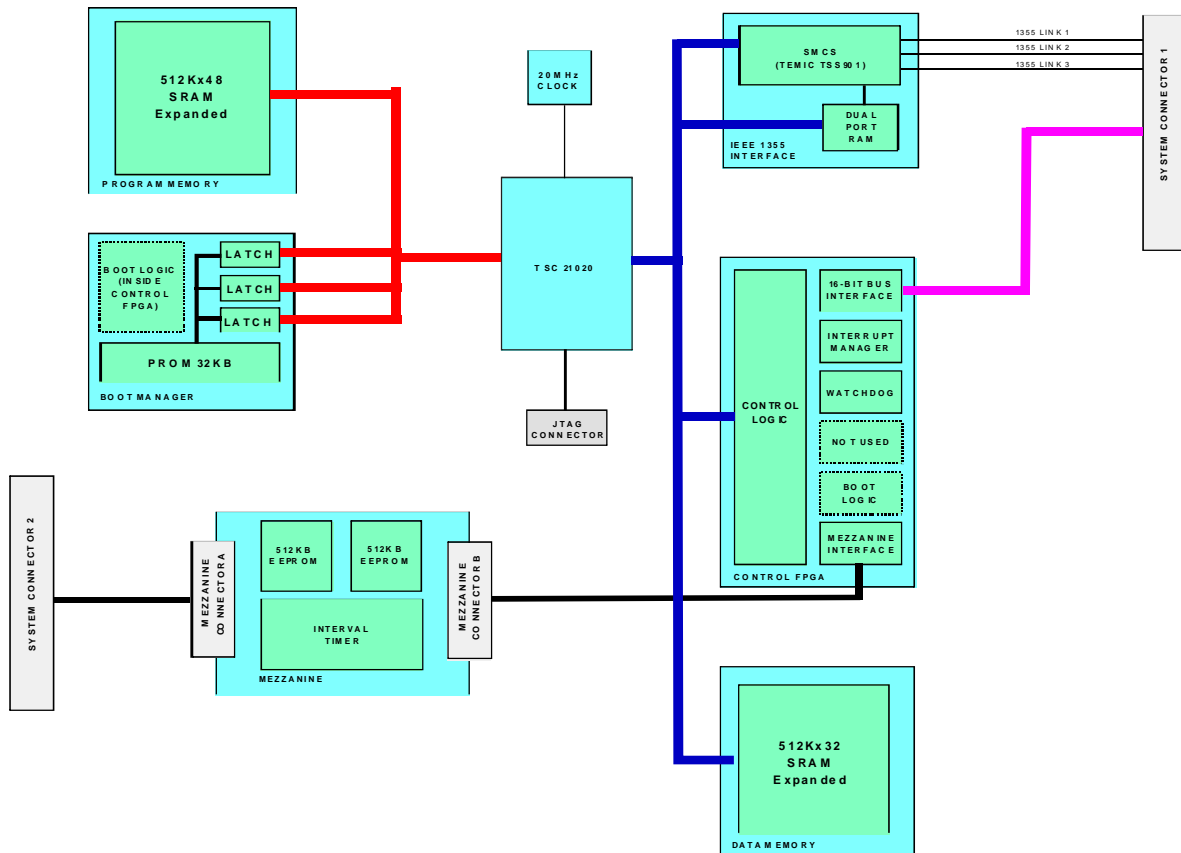 512Kx48
SRAM
Expanded
PROGRAM MEMORY
20MHz
CLOCK
SMCS
(TEMIC TSS901)
DUAL
PORT
RAM
IEEE 1355
INTERFACE
1355 LINK 1
1355 LINK 2
1355 LINK 3
SYSTEM CONNECTOR 1
BOOT LOGIC
(INSIDE
CONTROL
FPGA)
LATCH
LATCH
LATCH
PROM 32KB
BOOT MANAGER
TSC 21020
JTAG
CONNECTOR
CONTROL
LOGIC
16-BIT BUS
INTERFACE
INTERRUPT
MANAGER
WATCHDOG
NOT USED
BOOT
LOGIC
MEZZANINE
INTERFACE
CONTROL FPGA
SYSTEM CONNECTOR 2
MEZZANINE
CONNECTOR A
512KB
EEPROM
512KB
EEPROM
INTERVAL
TIMER
MEZZANINE
MEZZANINE
CONNECTOR B
512Kx32
SRAM
Expanded
DATA MEMORY